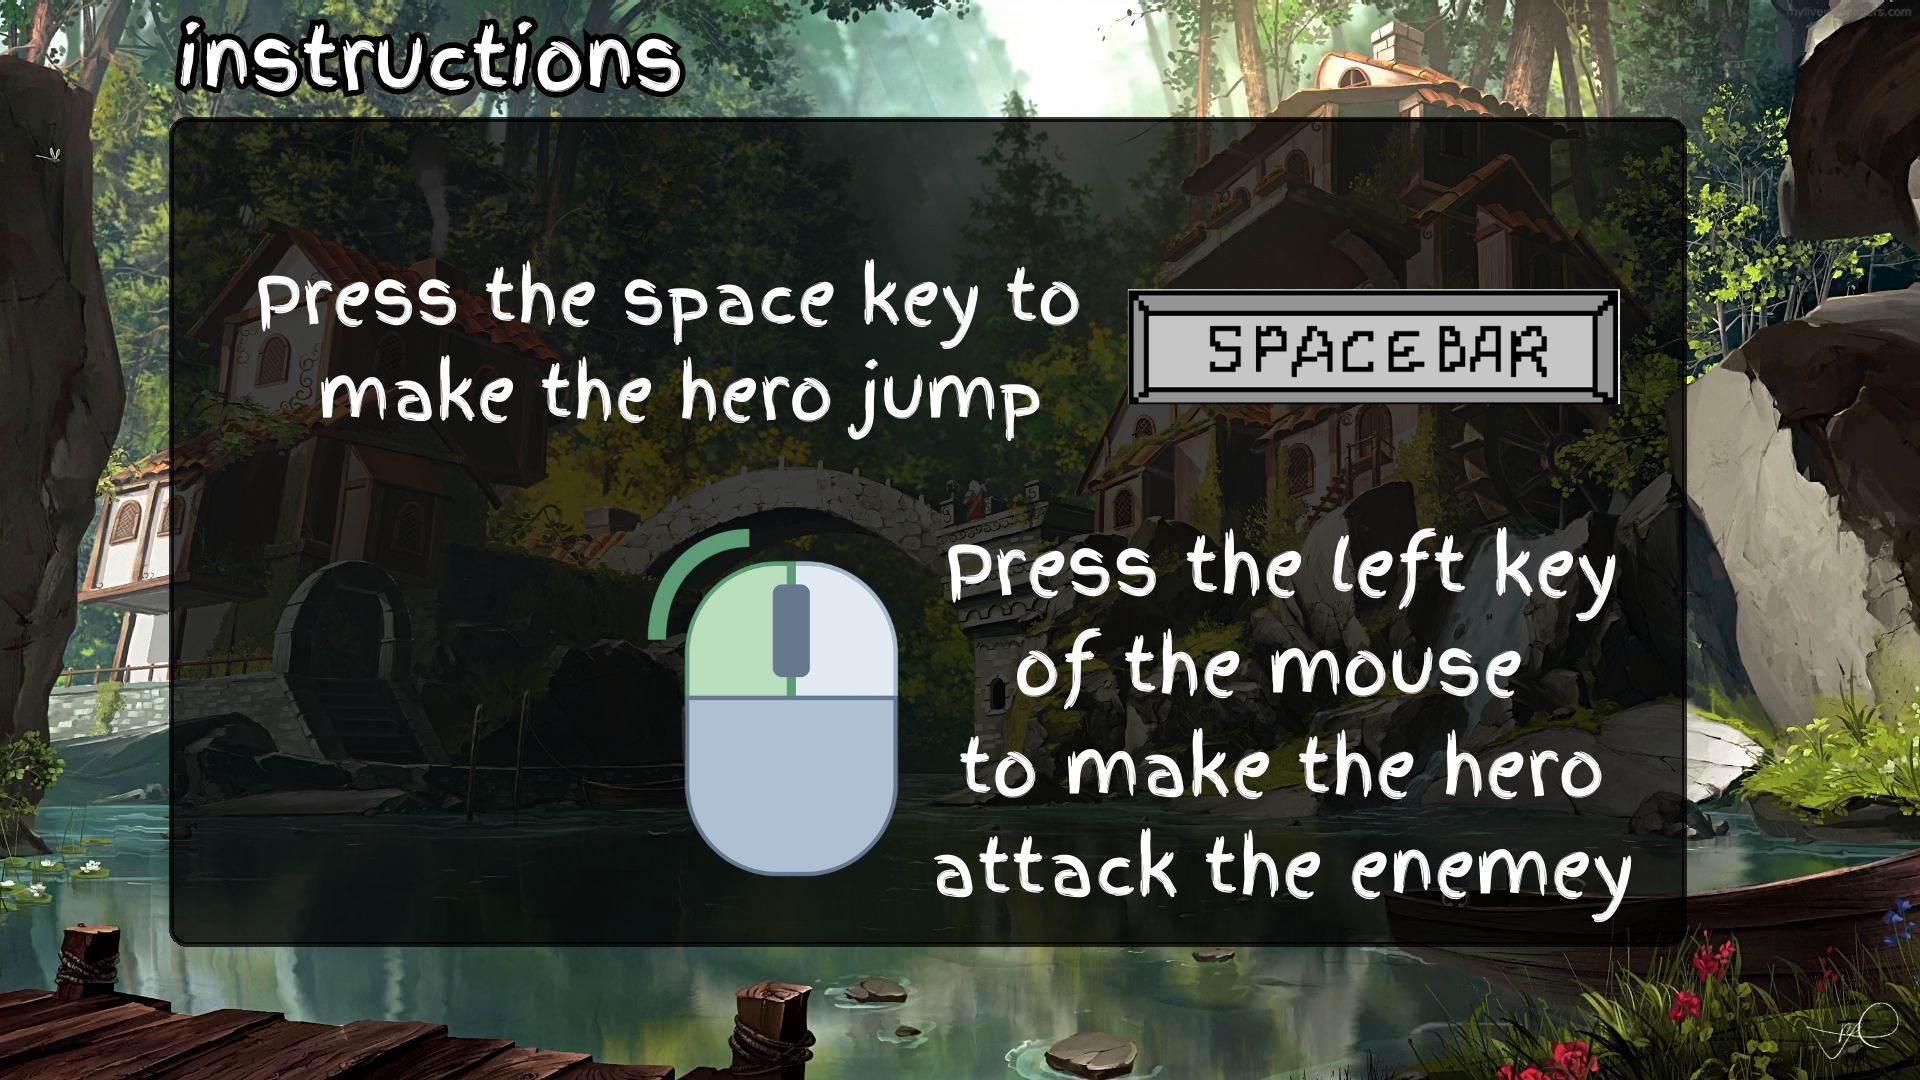 instructions
Press the space key to
make the hero jump
SPACEBAR
Press the left key
of the mouse
to make the hero
attack the enemey